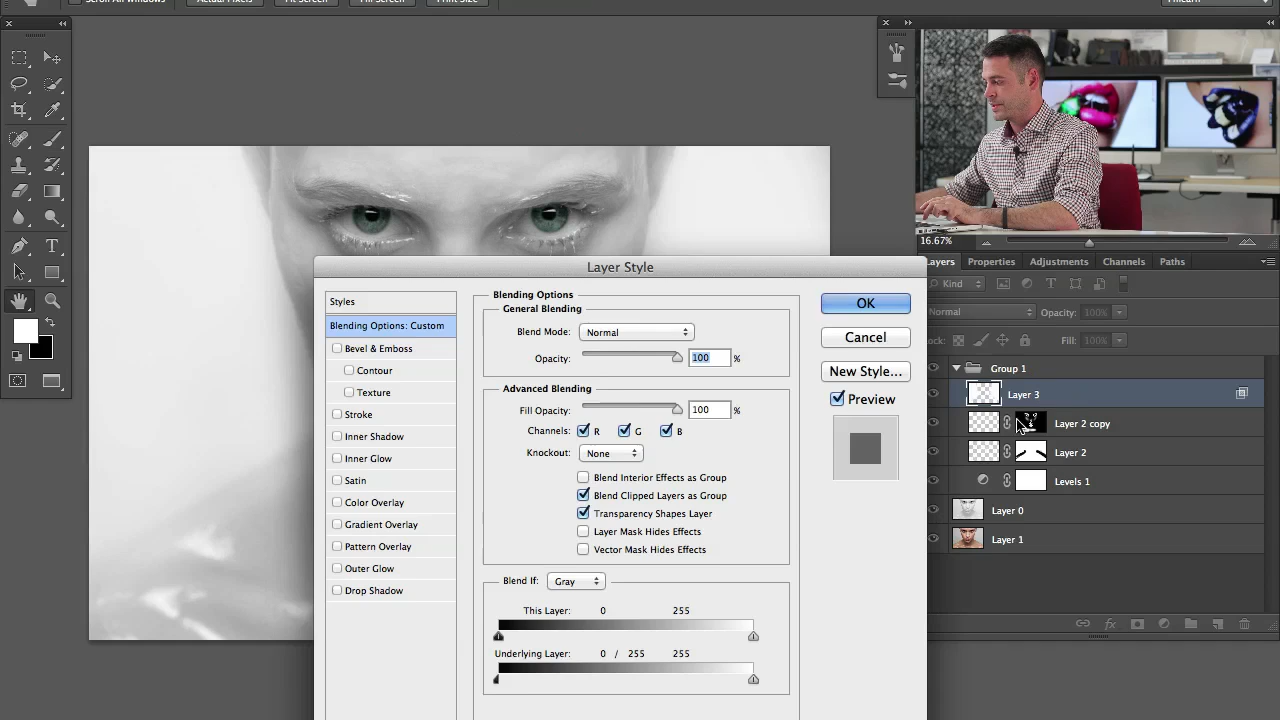 Scroll All Windows
Actual Pixels
Fit Screen
Fill Screen
Print Size
16.67%
Layers
Properties
Adjustments
Channels
Paths
Kind
Normal
Opacity: 100%
Lock:
Fill: 100%
Group 1
Layer 3
Layer 2 copy
Layer 2
Levels 1
Layer 0
Layer 1
Layer Style
Styles
Blending Options: Custom
Bevel & Emboss
Contour
Texture
Stroke
Inner Shadow
Inner Glow
Satin
Color Overlay
Gradient Overlay
Pattern Overlay
Outer Glow
Drop Shadow
Blending Options
General Blending
Blend Mode: Normal
Opacity: 100 %
Advanced Blending
Fill Opacity: 100 %
Channels: R G B
Knockout: None
Blend Interior Effects as Group
Blend Clipped Layers as Group
Transparency Shapes Layer
Layer Mask Hides Effects
Vector Mask Hides Effects
Blend If: Gray
This Layer: 0 255
Underlying Layer: 0 / 255 255
OK
Cancel
New Style...
Preview